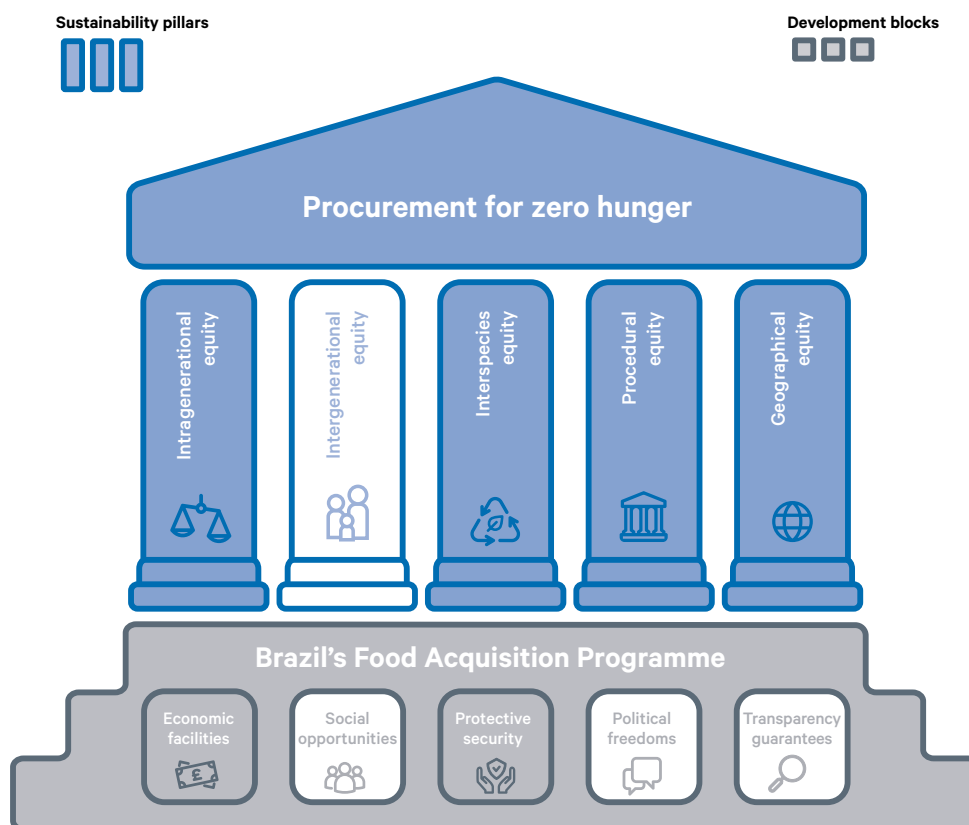 Sustainability pillars
Development blocks
Procurement for zero hunger
Intragenerational
equity
Intergenerational
equity
Interspecies
equity
Procedural
equity
Geographical
equity
Brazil’s Food Acquisition Programme
Economic
facilities
£
Social
opportunities
Protective
security
Political
freedoms
Transparency
guarantees